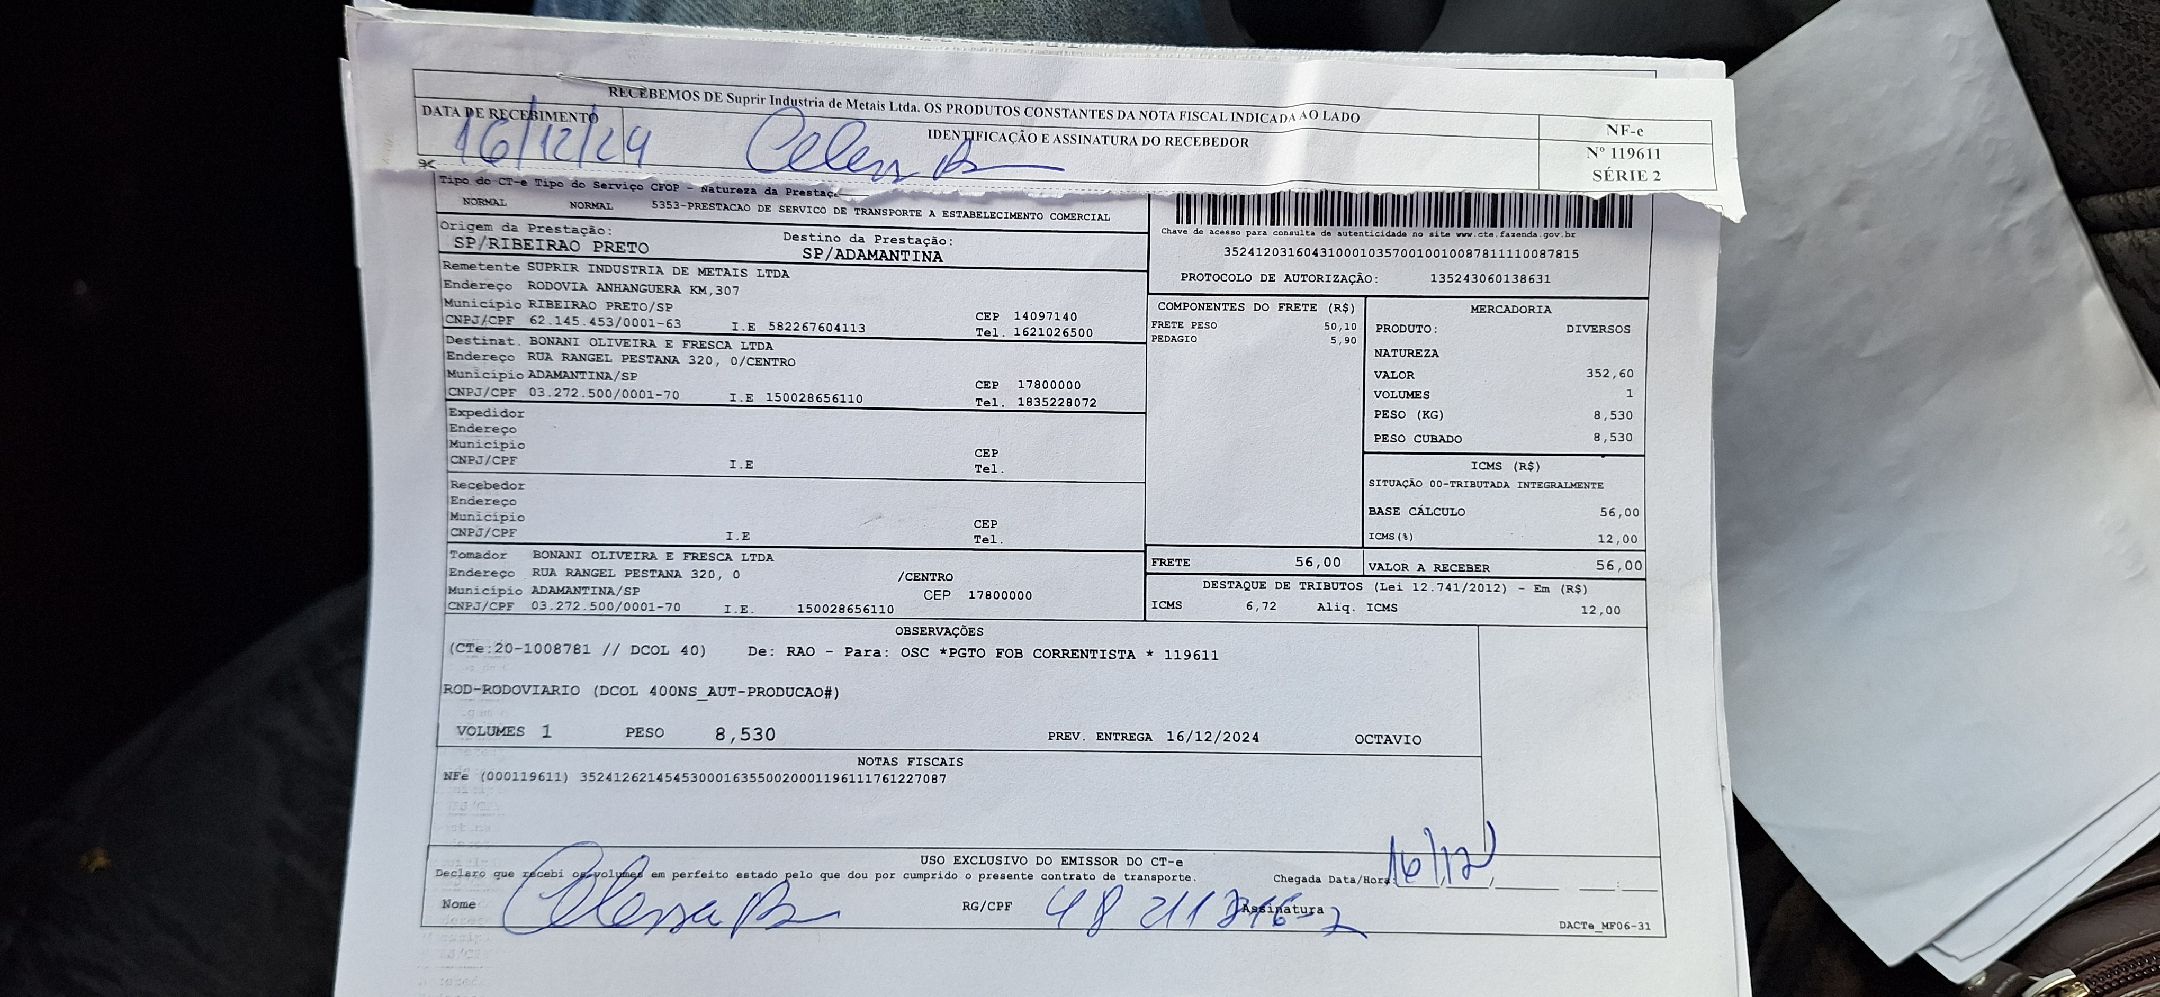 RECEBEMOS DE Suprir Industria de Metais Ltda. OS PRODUTOS CONSTANTES DA NOTA FISCAL INDICADA AO LADO
DATA DE RECEBIMENTO
16/12/24
IDENTIFICAÇÃO E ASSINATURA DO RECEBEDOR
NF-e
Nº 119611
SÉRIE 2
Tipo do CT-e Tipo do Serviço CFOP - Natureza da Prestaç
NORMAL NORMAL 5353-PRESTACAO DE SERVICO DE TRANSPORTE A ESTABELECIMENTO COMERCIAL
Origem da Prestação: Destino da Prestação:
SP/RIBEIRAO PRETO SP/ADAMANTINA
Chave de acesso para consulta de autenticidade no site www.cte.fazenda.gov.br
35241203160431000103570010010087811110087815
PROTOCOLO DE AUTORIZAÇÃO: 135243060138631
Remetente SUPRIR INDUSTRIA DE METAIS LTDA
Endereço RODOVIA ANHANGUERA KM,307
Município RIBEIRAO PRETO/SP CEP 14097140
CNPJ/CPF 62.145.453/0001-63 I.E 582267604113 Tel. 1621026500
Destinat. BONANI OLIVEIRA E FRESCA LTDA
Endereço RUA RANGEL PESTANA 320, 0/CENTRO
Município ADAMANTINA/SP CEP 17800000
CNPJ/CPF 03.272.500/0001-70 I.E 150028656110 Tel. 1835228072
Expedidor
Endereço
Município CEP
CNPJ/CPF I.E Tel.
Recebedor
Endereço
Município CEP
CNPJ/CPF I.E Tel.
Tomador BONANI OLIVEIRA E FRESCA LTDA
Endereço RUA RANGEL PESTANA 320, 0 /CENTRO
Município ADAMANTINA/SP CEP 17800000
CNPJ/CPF 03.272.500/0001-70 I.E. 150028656110
COMPONENTES DO FRETE (R$)
FRETE PESO 50,10
PEDAGIO 5,90
FRETE 56,00
MERCADORIA
PRODUTO: DIVERSOS
NATUREZA
VALOR 352,60
VOLUMES 1
PESO (KG) 8,530
PESO CUBADO 8,530
ICMS (R$)
SITUAÇÃO 00-TRIBUTADA INTEGRALMENTE
BASE CÁLCULO 56,00
ICMS(%) 12,00
VALOR A RECEBER 56,00
DESTAQUE DE TRIBUTOS (Lei 12.741/2012) - Em (R$)
ICMS 6,72 Aliq. ICMS 12,00
OBSERVAÇÕES
(CTe:20-1008781 // DCOL 40) De: RAO - Para: OSC *PGTO FOB CORRENTISTA * 119611
ROD-RODOVIARIO (DCOL 400NS_AUT-PRODUCAO#)
VOLUMES 1 PESO 8,530 PREV. ENTREGA 16/12/2024 OCTAVIO
NOTAS FISCAIS
NFe (000119611) 35241262145453000163550020001196111761227087
USO EXCLUSIVO DO EMISSOR DO CT-e
Declaro que recebi os volumes em perfeito estado pelo que dou por cumprido o presente contrato de transporte. Chegada Data/Hora: 16/12/
Nome RG/CPF Assinatura
DACTe_MF06-31